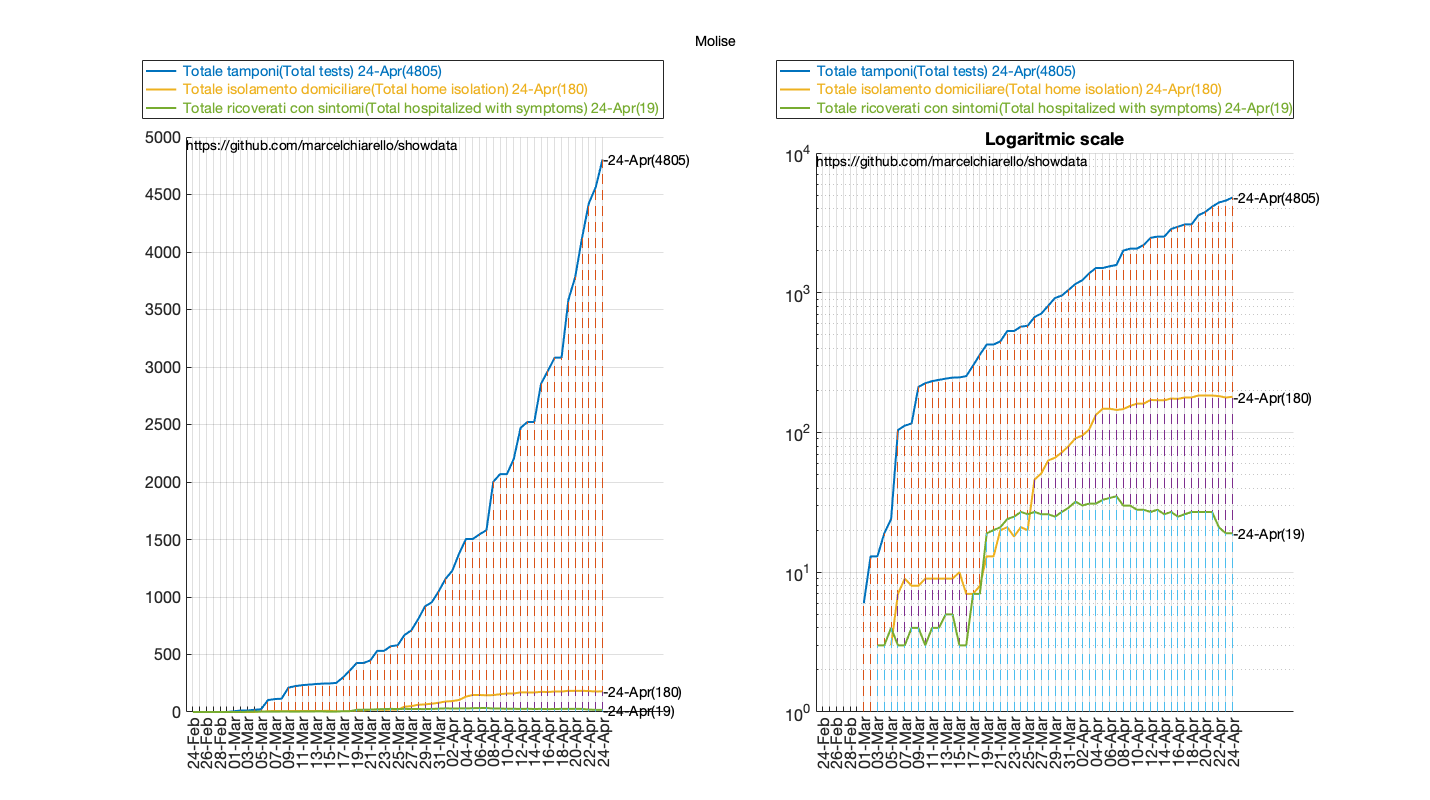 Molise
Totale tamponi(Total tests) 24-Apr(4805)
Totale isolamento domiciliare(Total home isolation) 24-Apr(180)
Totale ricoverati con sintomi(Total hospitalized with symptoms) 24-Apr(19)
https://github.com/marcelchiarello/showdata
5000
4500
4000
3500
3000
2500
2000
1500
1000
500
0
24-Apr(4805)
24-Apr(180)
24-Apr(19)
24-Feb
26-Feb
28-Feb
01-Mar
03-Mar
05-Mar
07-Mar
09-Mar
11-Mar
13-Mar
15-Mar
17-Mar
19-Mar
21-Mar
23-Mar
25-Mar
27-Mar
29-Mar
31-Mar
02-Apr
04-Apr
06-Apr
08-Apr
10-Apr
12-Apr
14-Apr
16-Apr
18-Apr
20-Apr
22-Apr
24-Apr
Totale tamponi(Total tests) 24-Apr(4805)
Totale isolamento domiciliare(Total home isolation) 24-Apr(180)
Totale ricoverati con sintomi(Total hospitalized with symptoms) 24-Apr(19)
Logaritmic scale
https://github.com/marcelchiarello/showdata
10^4
10^3
10^2
10^1
10^0
24-Apr(4805)
24-Apr(180)
24-Apr(19)
24-Feb
26-Feb
28-Feb
01-Mar
03-Mar
05-Mar
07-Mar
09-Mar
11-Mar
13-Mar
15-Mar
17-Mar
19-Mar
21-Mar
23-Mar
25-Mar
27-Mar
29-Mar
31-Mar
02-Apr
04-Apr
06-Apr
08-Apr
10-Apr
12-Apr
14-Apr
16-Apr
18-Apr
20-Apr
22-Apr
24-Apr